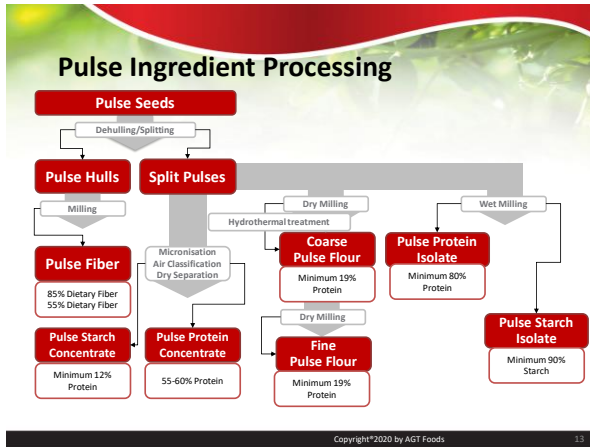 Pulse Ingredient Processing
Pulse Seeds
Dehulling/Splitting
Pulse Hulls
Split Pulses
Milling
Dry Milling
Wet Milling
Hydrothermal treatment
Pulse Fiber
85% Dietary Fiber
55% Dietary Fiber
Micronisation
Air Classification
Dry Separation
Coarse
Pulse Flour
Minimum 19%
Protein
Pulse Protein
Isolate
Minimum 80%
Protein
Dry Milling
Pulse Starch
Concentrate
Minimum 12%
Protein
Pulse Protein
Concentrate
55-60% Protein
Fine
Pulse Flour
Minimum 19%
Protein
Pulse Starch
Isolate
Minimum 90%
Starch
Copyright®2020 by AGT Foods
13